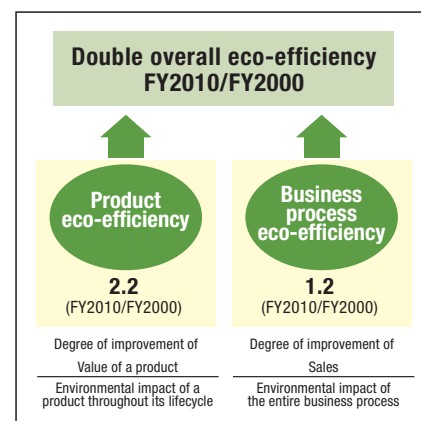 Double overall eco-efficiency
FY2010/FY2000
Product
eco-efficiency
2.2
(FY2010/FY2000)
Degree of improvement of
Value of a product
Environmental impact of a
product throughout its lifecycle
Business
process
eco-efficiency
1.2
(FY2010/FY2000)
Degree of improvement of
Sales
Environmental impact of
the entire business process